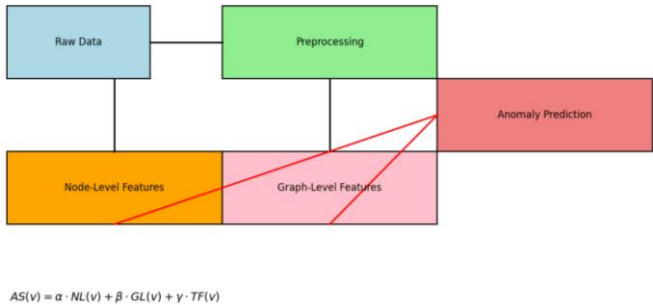 Raw Data
Preprocessing
Anomaly Prediction
Node-Level Features
Graph-Level Features
AS(v) = α · NL(v) + β · GL(v) + γ · TF(v)